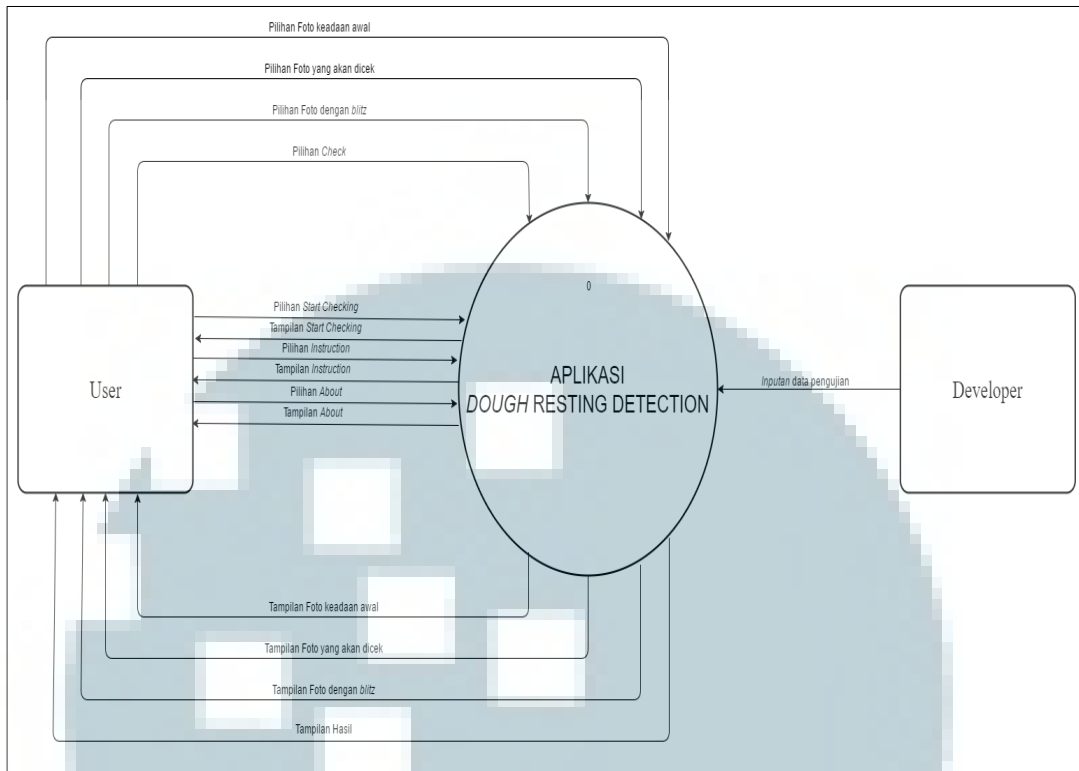 Pilihan Foto keadaan awal
Pilihan Foto yang akan dicek
Pilihan Foto dengan blitz
Pilihan Check
0
Pilihan Start Checking
Tampilan Start Checking
Pilihan Instruction
Tampilan Instruction
Pilihan About
Tampilan About
User
APLIKASI
DOUGH RESTING DETECTION
Inputan data pengujian
Developer
Tampilan Foto keadaan awal
Tampilan Foto yang akan dicek
Tampilan Foto dengan blitz
Tampilan Hasil